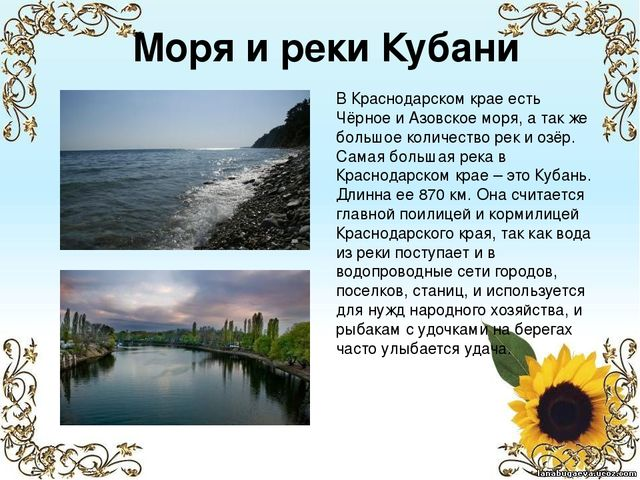 Моря и реки Кубани
В Краснодарском крае есть
Чёрное и Азовское моря, а так же
большое количество рек и озёр.
Самая большая река в
Краснодарском крае – это Кубань.
Длинна ее 870 км. Она считается
главной поилицей и кормилицей
Краснодарского края, так как вода
из реки поступает и в
водопроводные сети городов,
поселков, станиц, и используется
для нужд народного хозяйства, и
рыбакам с удочками на берегах
часто улыбается удача.
lanabugaeva.ucoz.com